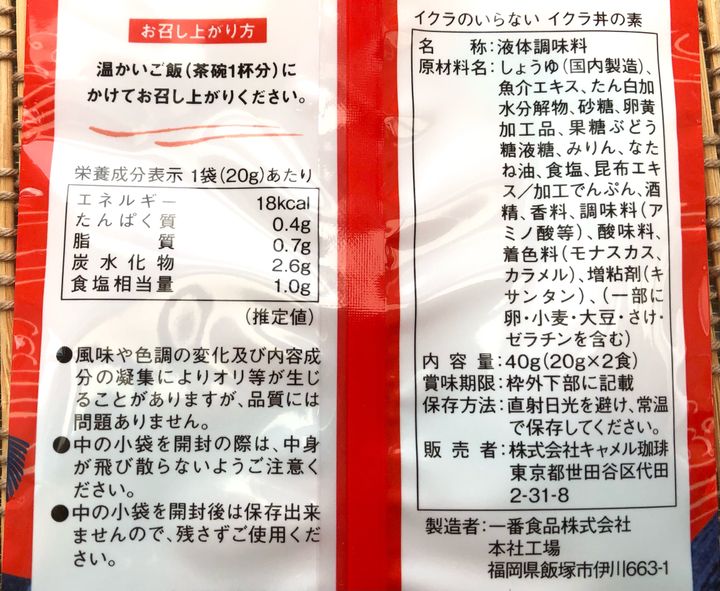 お召し上がり方
温かいご飯(茶碗1杯分)に
かけてお召し上がりください。
栄養成分表示 1袋(20g)あたり
エネルギー 18kcal
たんぱく質 0.4g
脂質 0.7g
炭水化物 2.6g
食塩相当量 1.0g
(推定値)
●風味や色調の変化及び内容成
分の凝集によりオリ等が生じ
ることがありますが、品質には
問題ありません。
●中の小袋を開封の際は、中身
が飛び散らないようご注意く
ださい。
●中の小袋を開封後は保存出来
ませんので、残さずご使用くだ
さい。
イクラのいらない イクラ丼の素
名称:液体調味料
原材料名:しょうゆ(国内製造)、
魚介エキス、たん白加
水分解物、砂糖、卵黄
加工品、果糖ぶどう
糖液糖、みりん、なた
ね油、食塩、昆布エキ
ス/加工でんぷん、酒
精、香料、調味料(ア
ミノ酸等)、酸味料、
着色料(モナスカス、
カラメル)、増粘剤(キ
サンタン)、(一部に
卵・小麦・大豆・さけ・
ゼラチンを含む)
内容量:40g(20g×2食)
賞味期限:枠外下部に記載
保存方法:直射日光を避け、常温
で保存してください。
販売者:株式会社キャメル珈琲
東京都世田谷区代田
2-31-8
製造者:一番食品株式会社
本社工場
福岡県飯塚市伊川663-1